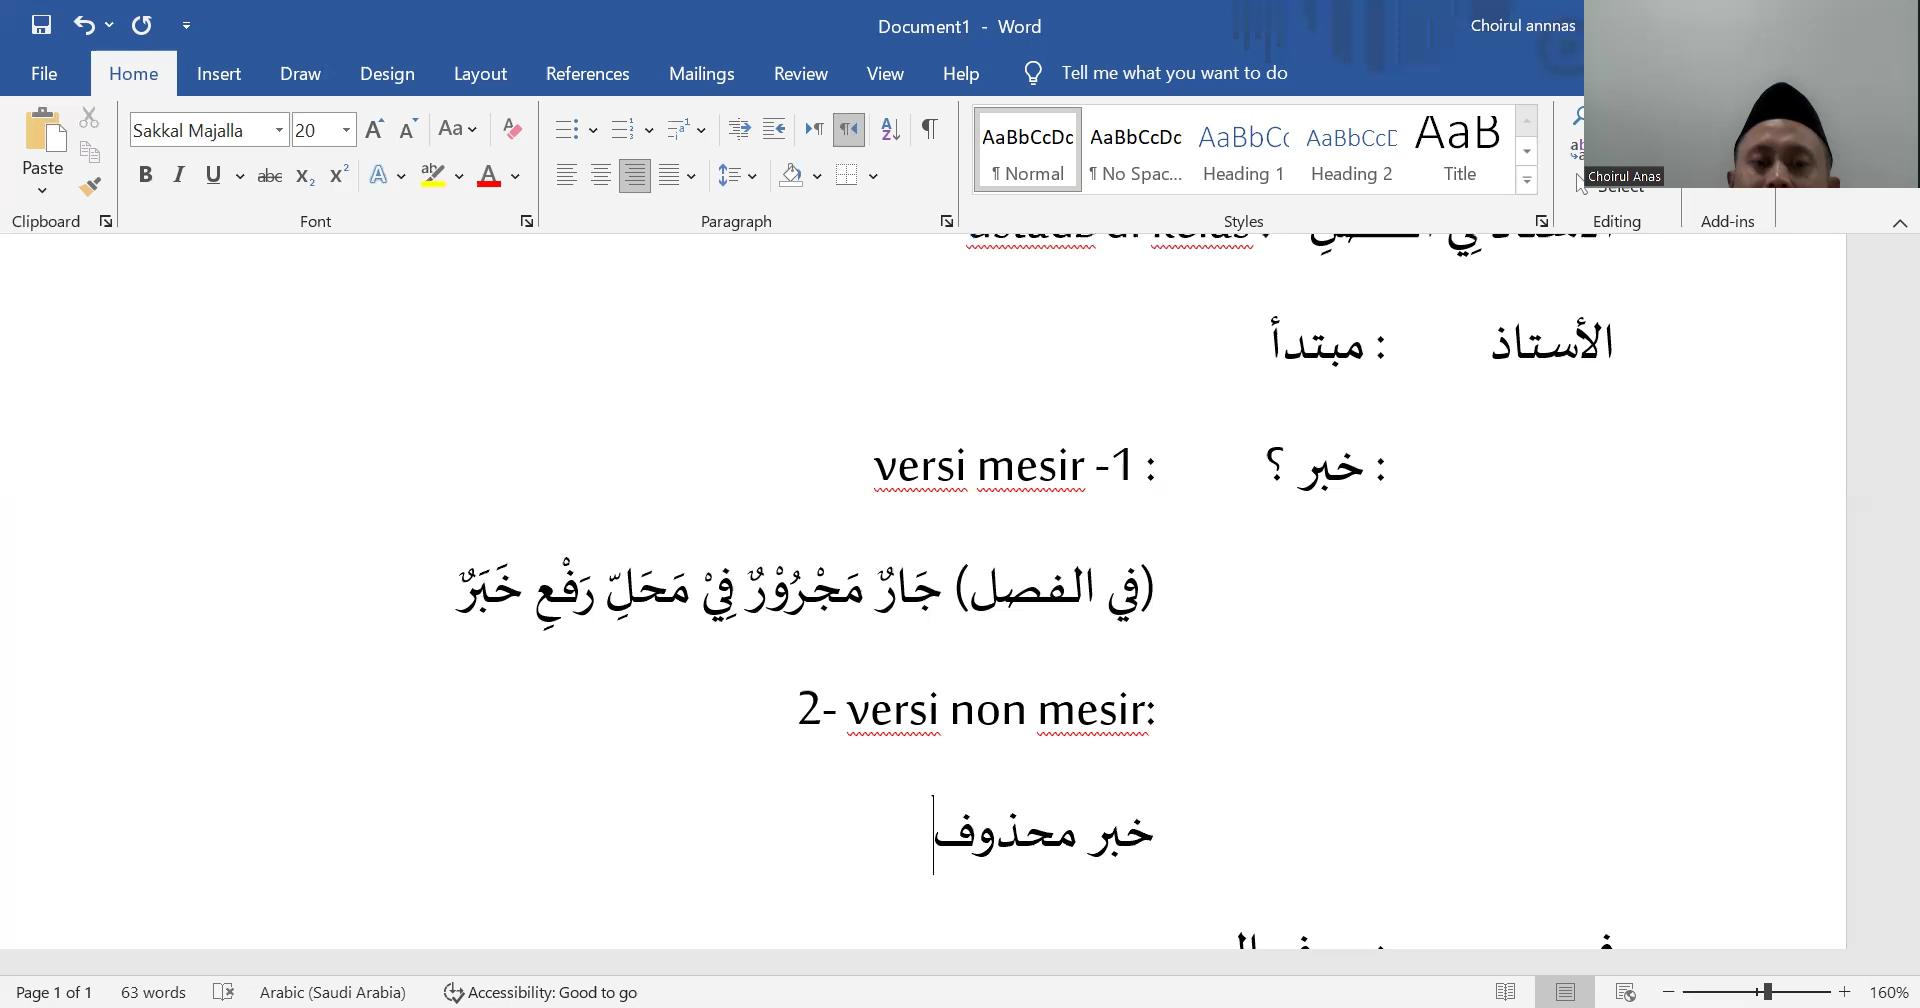 Document1 - Word
Choirul annnas
File Home Insert Draw Design Layout References Mailings Review View Help Tell me what you want to do
Sakkal Majalla 20
Paste
AaBbCcDc AaBbCcDc AaBbCc AaBbCcD AaB
¶ Normal ¶ No Spac... Heading 1 Heading 2 Title
Choirul Anas
Select
Clipboard Font Paragraph Styles Editing Add-ins
الأستاذ : مبتدأ
: خبر ؟ : versi mesir -1
(في الفصل) جَارٌ مَجْرُوْرٌ فِيْ مَحَلِّ رَفْعِ خَبَرٌ
2- versi non mesir:
خبر محذوف
Page 1 of 1 63 words Arabic (Saudi Arabia) Accessibility: Good to go 160%